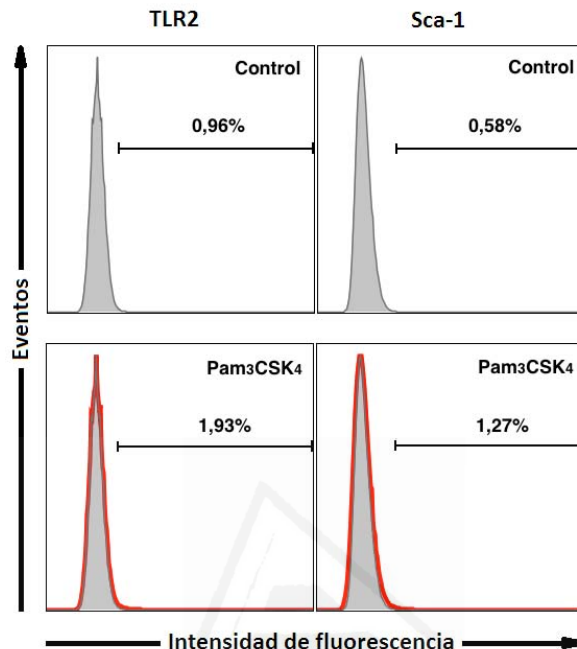 TLR2
Sca-1
Control
0,96%
Control
0,58%
Pam3CSK4
1,93%
Pam3CSK4
1,27%
Eventos
Intensidad de fluorescencia